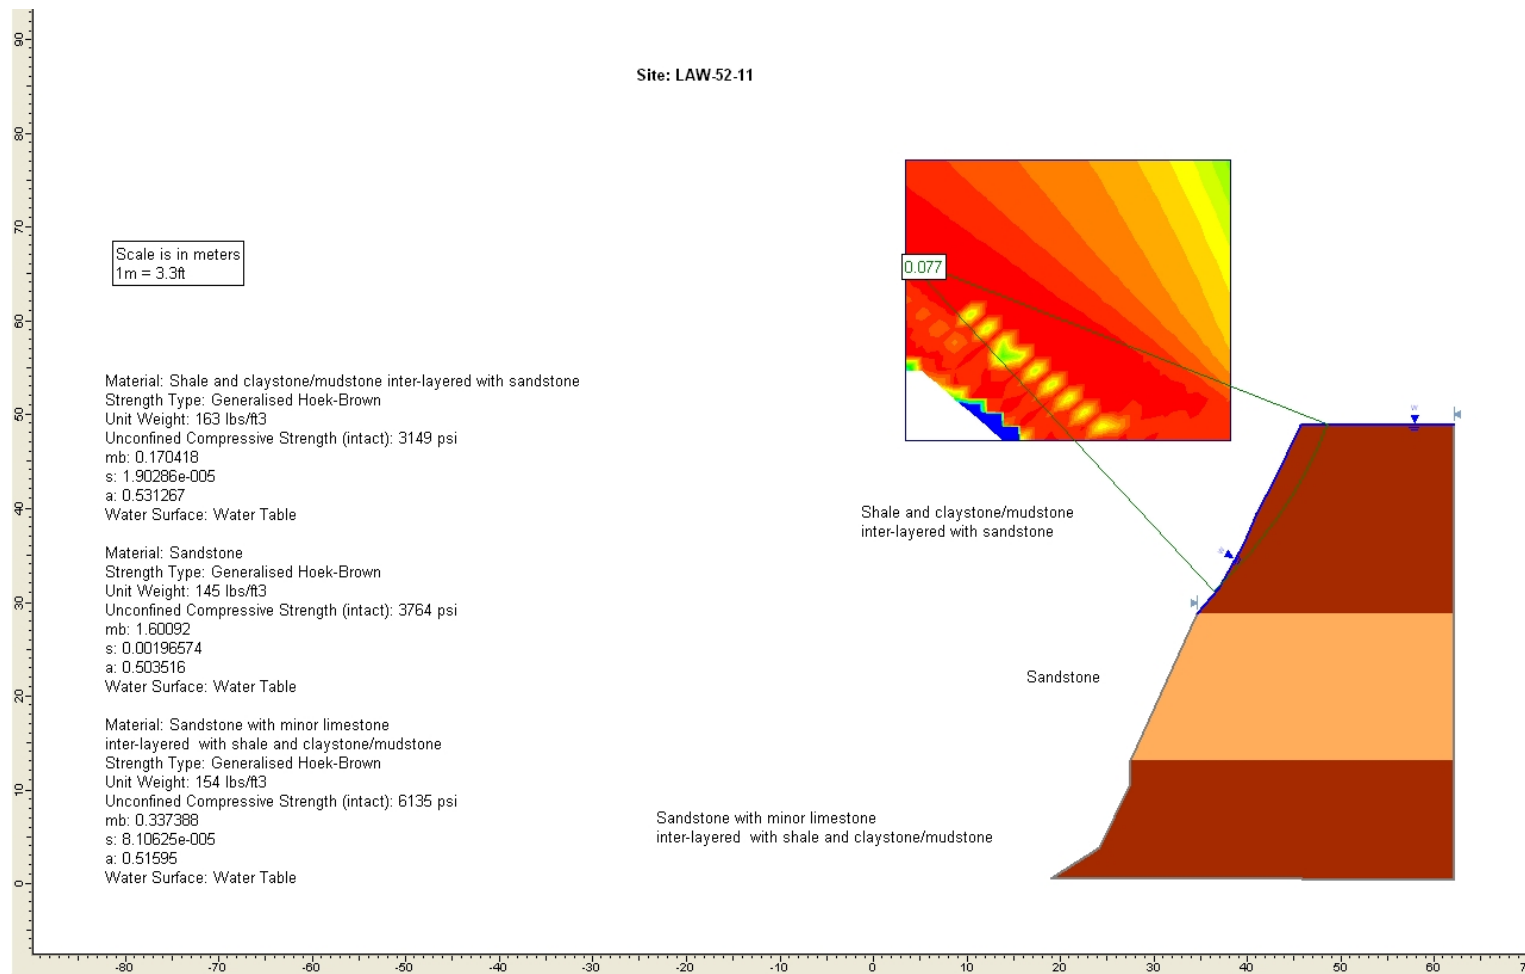 Site: LAW-52-11
Scale is in meters
1m = 3.3ft
0.077
Material: Shale and claystone/mudstone inter-layered with sandstone
Strength Type: Generalised Hoek-Brown
Unit Weight: 163 lbs/ft3
Unconfined Compressive Strength (intact): 3149 psi
mb: 0.170418
s: 1.90286e-005
a: 0.531267
Water Surface: Water Table
Material: Sandstone
Strength Type: Generalised Hoek-Brown
Unit Weight: 145 lbs/ft3
Unconfined Compressive Strength (intact): 3764 psi
mb: 1.60092
s: 0.00196574
a: 0.503516
Water Surface: Water Table
Material: Sandstone with minor limestone
inter-layered with shale and claystone/mudstone
Strength Type: Generalised Hoek-Brown
Unit Weight: 154 lbs/ft3
Unconfined Compressive Strength (intact): 6135 psi
mb: 0.337388
s: 8.10625e-005
a: 0.51595
Water Surface: Water Table
Shale and claystone/mudstone
inter-layered with sandstone
W
Sandstone
Sandstone with minor limestone
inter-layered with shale and claystone/mudstone
90
80
70
60
50
40
30
20
10
0
-80 -70 -60 -50 -40 -30 -20 -10 0 10 20 30 40 50 60